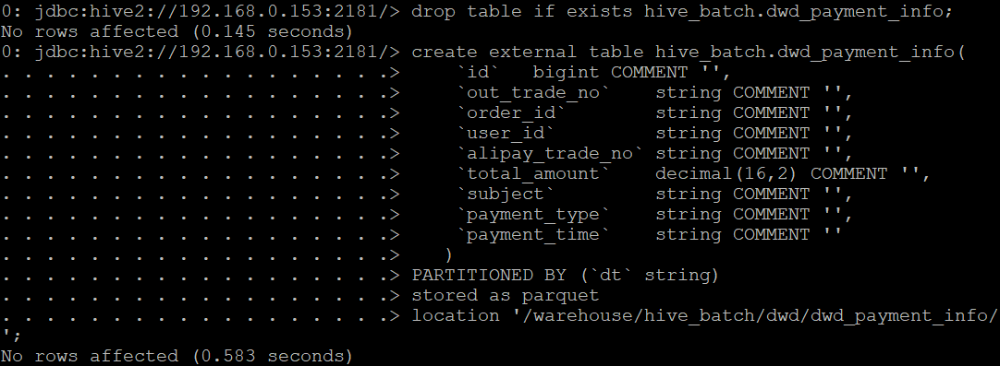 0: jdbc:hive2://192.168.0.153:2181/> drop table if exists hive_batch.dwd_payment_info;
No rows affected (0.145 seconds)
0: jdbc:hive2://192.168.0.153:2181/> create external table hive_batch.dwd_payment_info(
. . . . . . . . . . . . . . . . . .>     `id`   bigint COMMENT '',
. . . . . . . . . . . . . . . . . .>     `out_trade_no`    string COMMENT '',
. . . . . . . . . . . . . . . . . .>     `order_id`        string COMMENT '',
. . . . . . . . . . . . . . . . . .>     `user_id`         string COMMENT '',
. . . . . . . . . . . . . . . . . .>     `alipay_trade_no` string COMMENT '',
. . . . . . . . . . . . . . . . . .>     `total_amount`    decimal(16,2) COMMENT '',
. . . . . . . . . . . . . . . . . .>     `subject`         string COMMENT '',
. . . . . . . . . . . . . . . . . .>     `payment_type`    string COMMENT '',
. . . . . . . . . . . . . . . . . .>     `payment_time`    string COMMENT ''
. . . . . . . . . . . . . . . . . .>    )
. . . . . . . . . . . . . . . . . .> PARTITIONED BY (`dt` string)
. . . . . . . . . . . . . . . . . .> stored as parquet
. . . . . . . . . . . . . . . . . .> location '/warehouse/hive_batch/dwd/dwd_payment_info/
';
No rows affected (0.583 seconds)